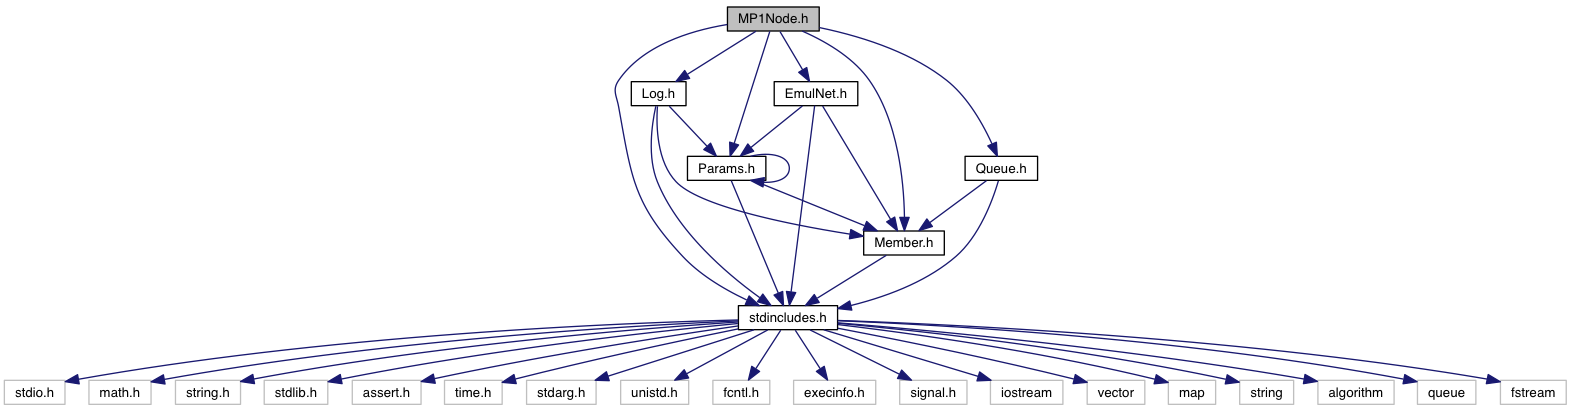 MP1Node.h
Log.h
EmulNet.h
Params.h
Queue.h
Member.h
stdincludes.h
stdio.h
math.h
string.h
stdlib.h
assert.h
time.h
stdarg.h
unistd.h
fcntl.h
execinfo.h
signal.h
iostream
vector
map
string
algorithm
queue
fstream